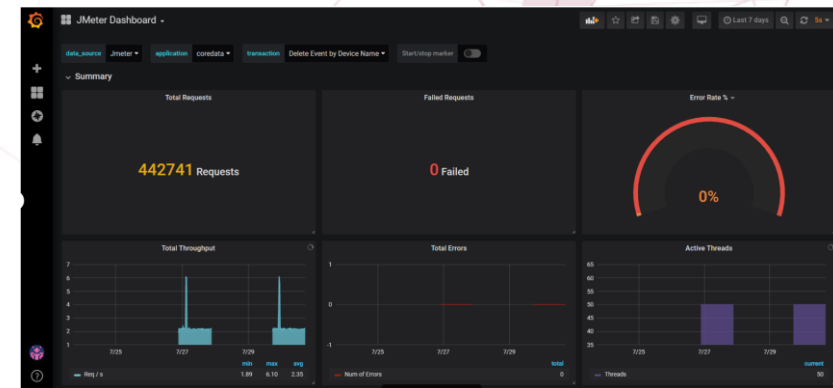 JMeter Dashboard
Last 7 days
5s
data_source Jmeter application coredata transaction Delete Event by Device Name Start/stop marker
Summary
Total Requests
442741 Requests
Failed Requests
0 Failed
Error Rate %
0%
Total Throughput
7
6
5
4
3
2
1
7/25 7/27 7/29
min max avg
Req / s 1.89 6.10 2.35
Total Errors
1
0
-1
7/25 7/27 7/29
total
Num of Errors 0
Active Threads
65
60
55
50
45
40
35
7/25 7/27 7/29
current
Threads 50